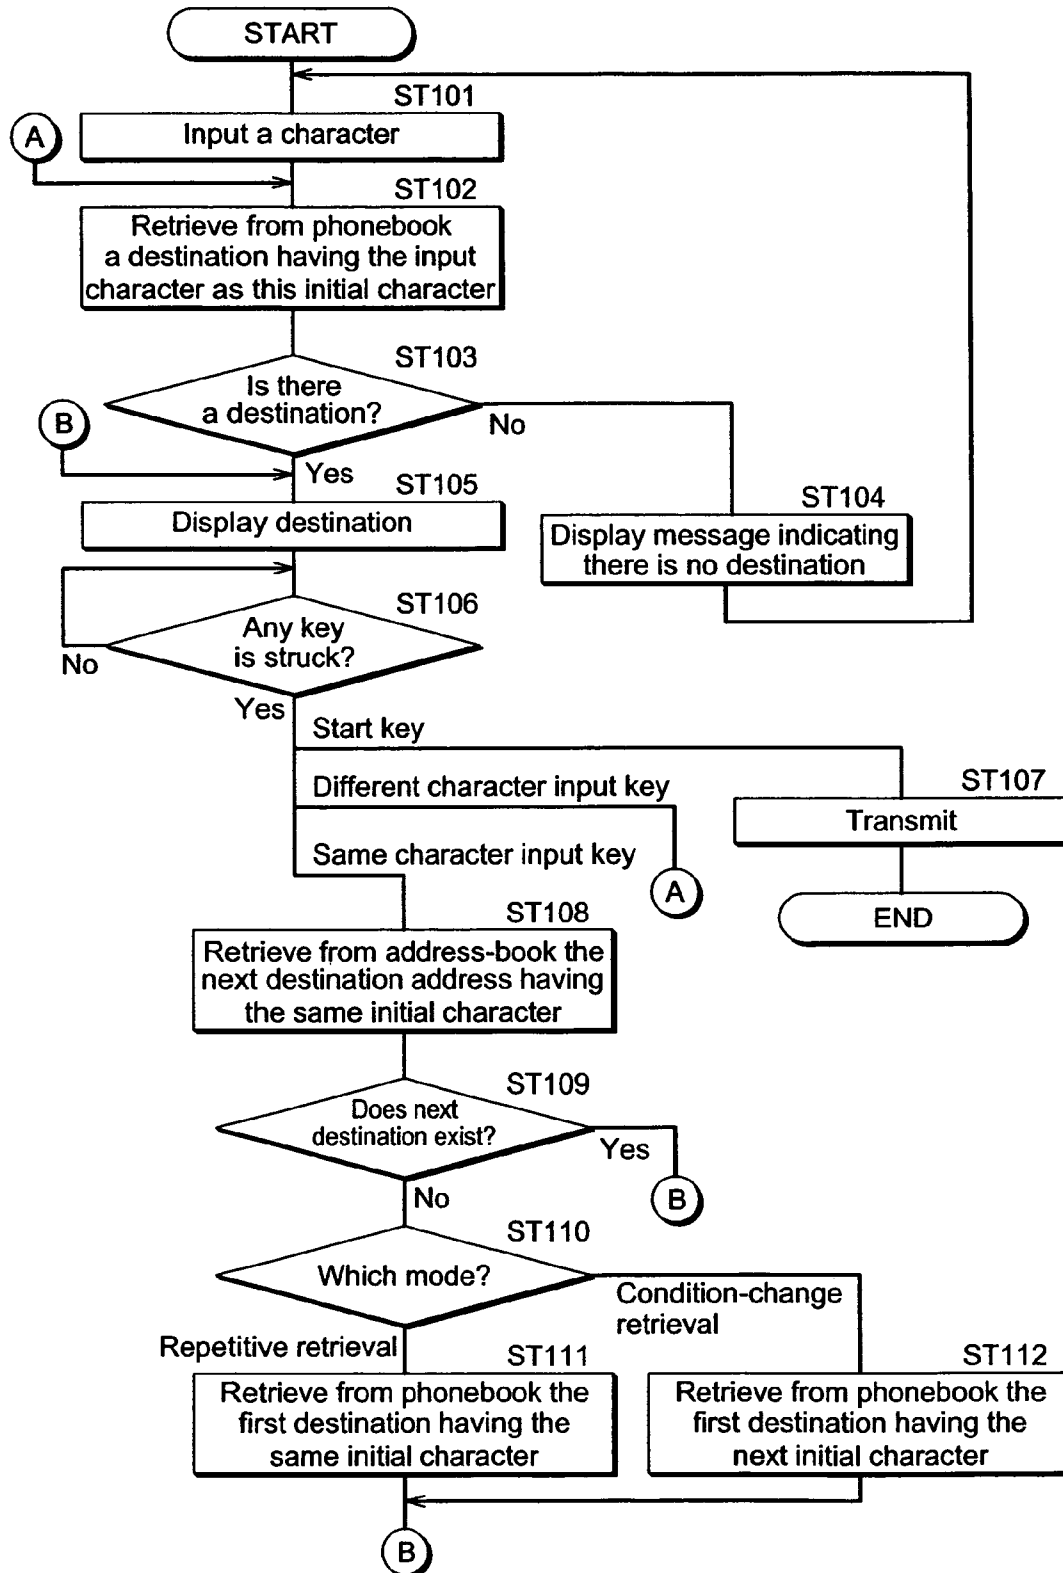 START
ST101
Input a character
A
ST102
Retrieve from phonebook
a destination having the input
character as this initial character
ST103
Is there
a destination?
No
B
Yes
ST105
Display destination
ST104
Display message indicating
there is no destination
ST106
Any key
is struck?
No
Yes
Start key
Different character input key
ST107
Transmit
Same character input key
A
END
ST108
Retrieve from address-book the
next destination address having
the same initial character
ST109
Does next
destination exist?
Yes
B
No
ST110
Which mode?
Condition-change
retrieval
Repetitive retrieval
ST111
Retrieve from phonebook the
first destination having the
same initial character
ST112
Retrieve from phonebook the
first destination having the
next initial character
B